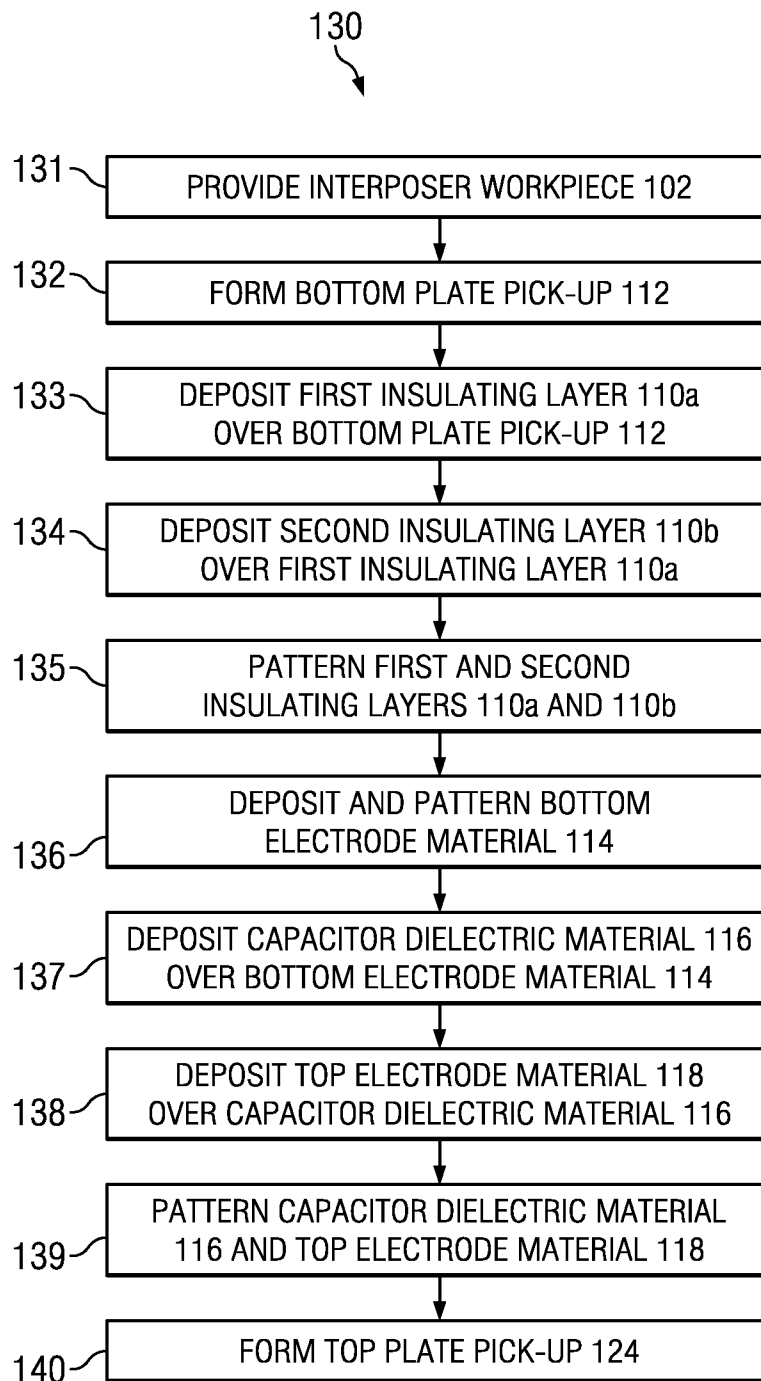 130
131
PROVIDE INTERPOSER WORKPIECE 102
132
FORM BOTTOM PLATE PICK-UP 112
133
DEPOSIT FIRST INSULATING LAYER 110a
OVER BOTTOM PLATE PICK-UP 112
134
DEPOSIT SECOND INSULATING LAYER 110b
OVER FIRST INSULATING LAYER 110a
135
PATTERN FIRST AND SECOND
INSULATING LAYERS 110a AND 110b
136
DEPOSIT AND PATTERN BOTTOM
ELECTRODE MATERIAL 114
137
DEPOSIT CAPACITOR DIELECTRIC MATERIAL 116
OVER BOTTOM ELECTRODE MATERIAL 114
138
DEPOSIT TOP ELECTRODE MATERIAL 118
OVER CAPACITOR DIELECTRIC MATERIAL 116
139
PATTERN CAPACITOR DIELECTRIC MATERIAL
116 AND TOP ELECTRODE MATERIAL 118
140
FORM TOP PLATE PICK-UP 124